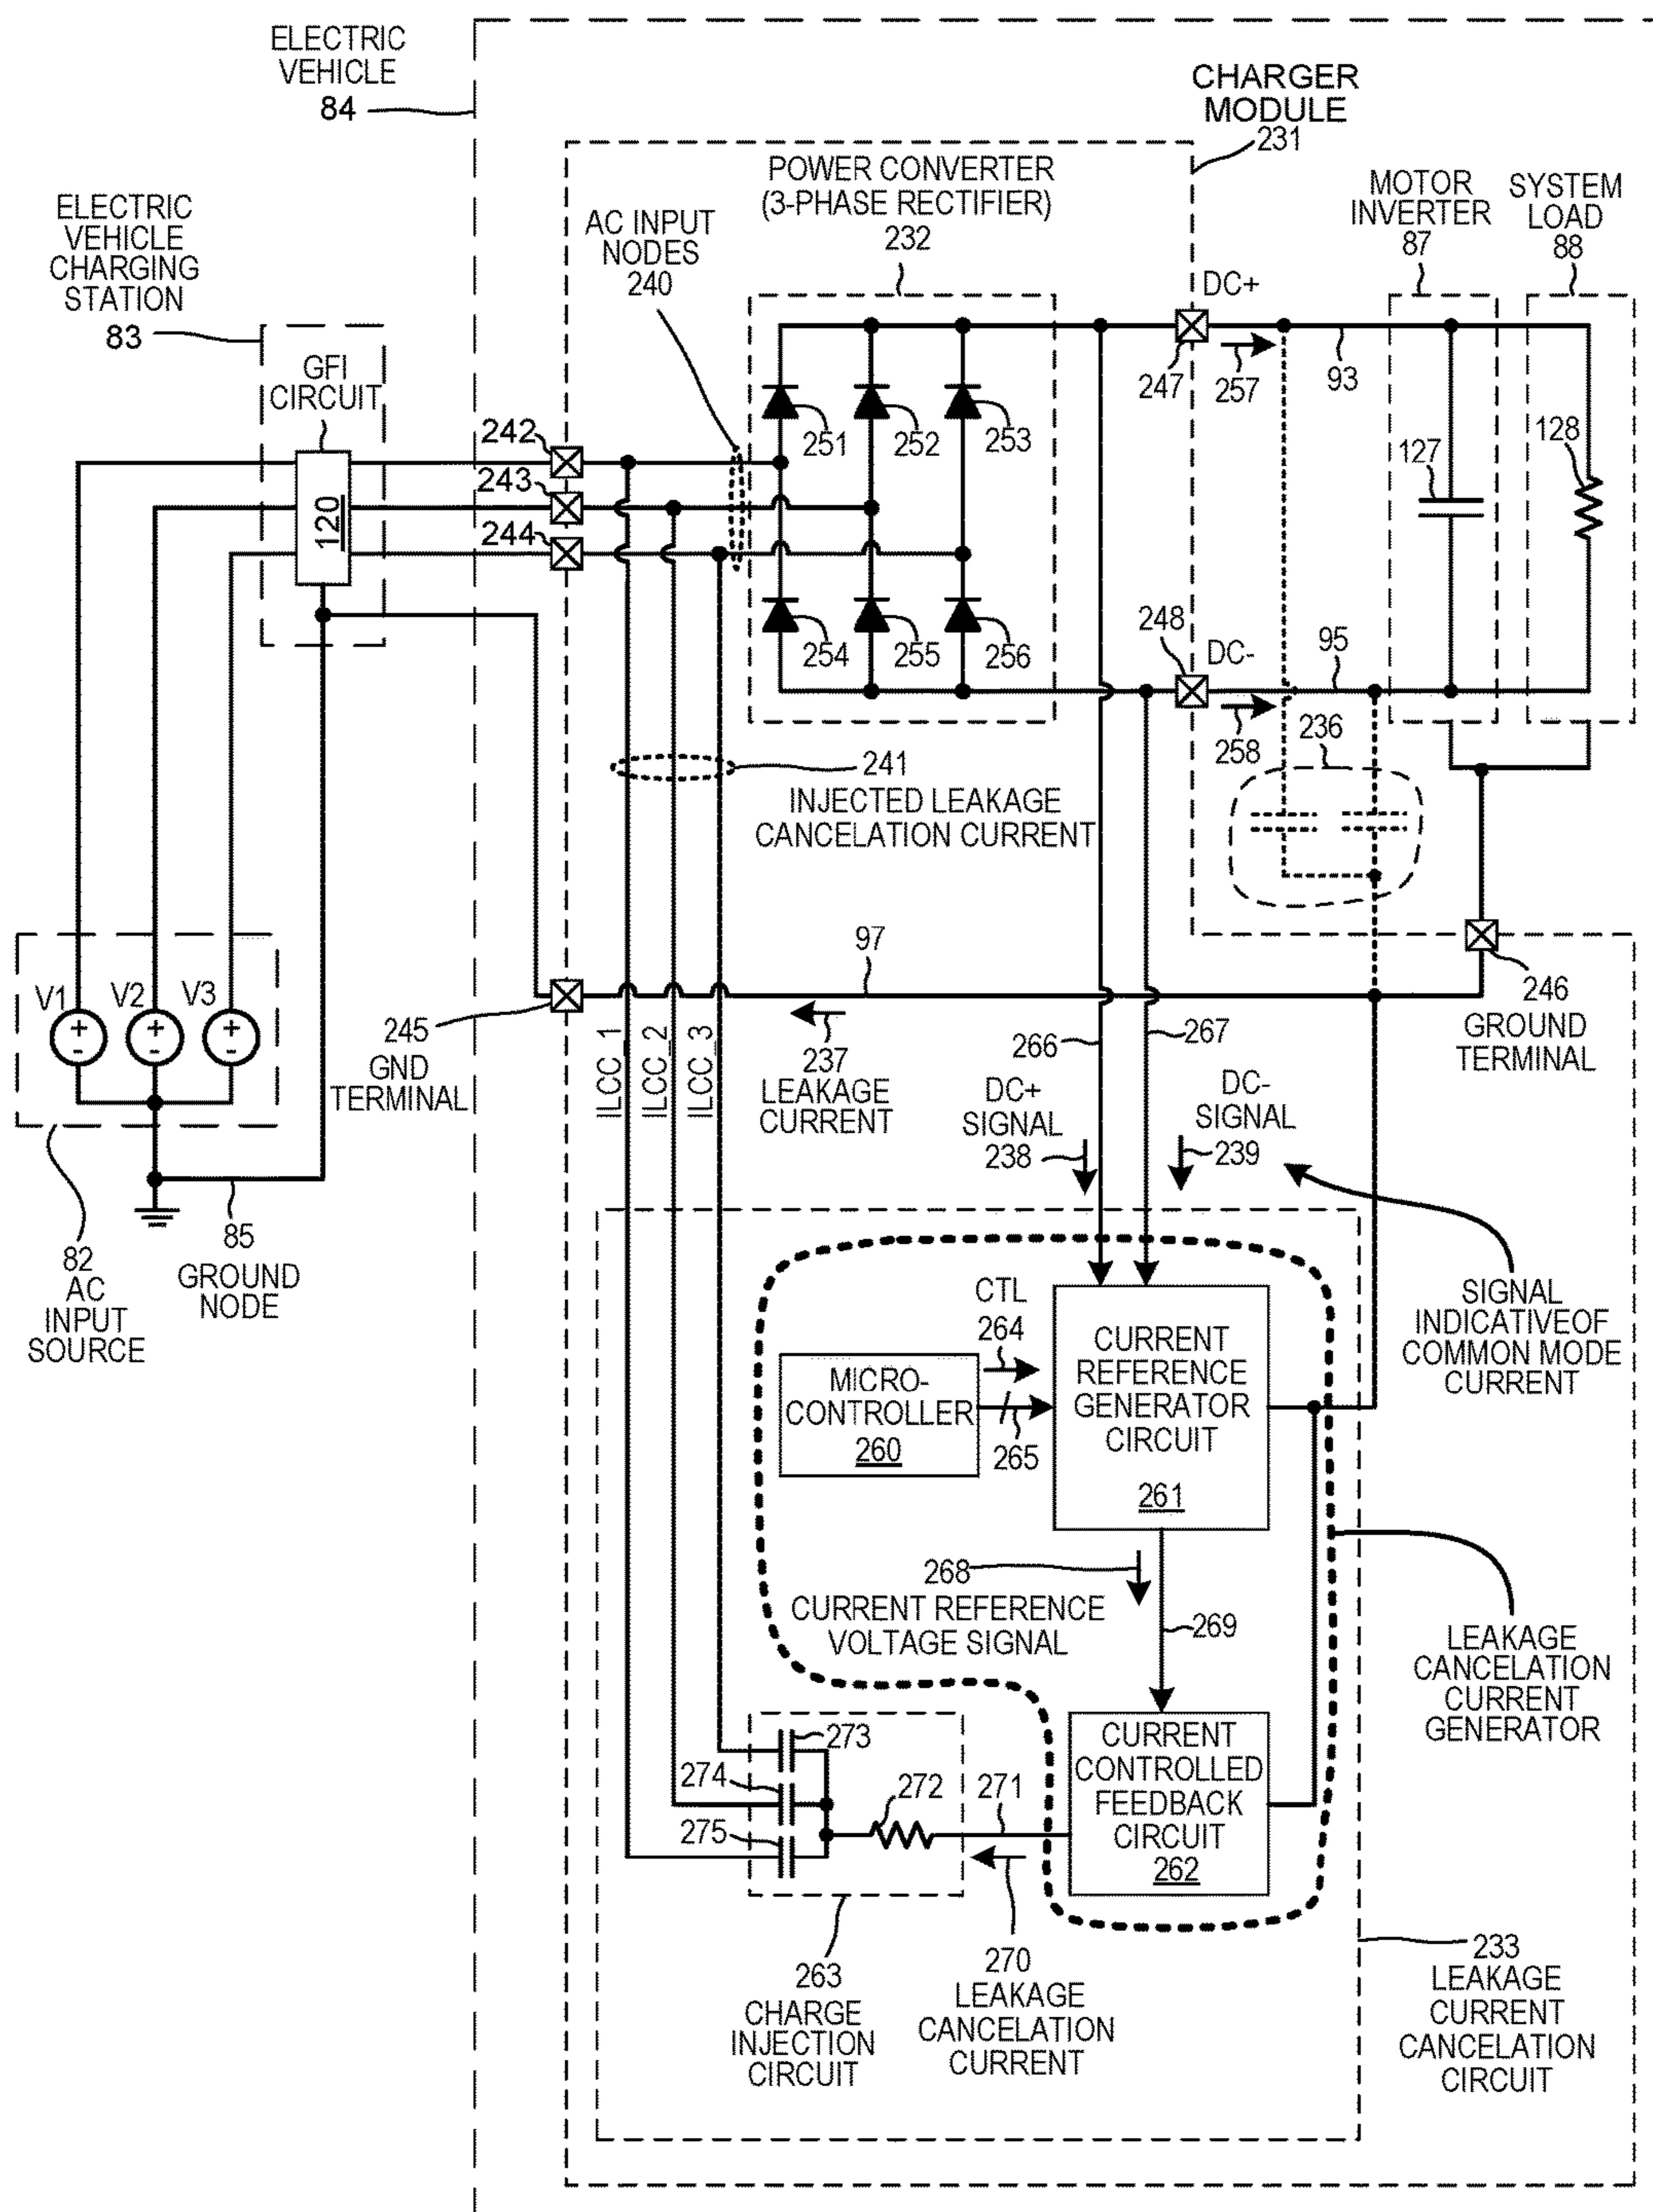 ELECTRIC
VEHICLE
84
CHARGER
MODULE
231
POWER CONVERTER
(3-PHASE RECTIFIER)
232
AC INPUT
NODES
240
MOTOR
INVERTER
87
SYSTEM
LOAD
88
ELECTRIC
VEHICLE
CHARGING
STATION
83
GFI
CIRCUIT
120
DC+
247
257
93
242
243
244
251
252
253
127
128
254
255
256
248
DC-
95
258
236
241
INJECTED LEAKAGE
CANCELATION CURRENT
97
V1
V2
V3
+
-
+
-
+
-
245
GND
TERMINAL
ILCC_1
ILCC_2
ILCC_3
237
LEAKAGE
CURRENT
266
267
246
GROUND
TERMINAL
DC+
SIGNAL
238
DC-
SIGNAL
239
82
AC
INPUT
SOURCE
85
GROUND
NODE
SIGNAL
INDICATIVEOF
COMMON MODE
CURRENT
CTL
264
265
MICRO-
CONTROLLER
260
CURRENT
REFERENCE
GENERATOR
CIRCUIT
261
268
CURRENT REFERENCE
VOLTAGE SIGNAL
269
LEAKAGE
CANCELATION
CURRENT
GENERATOR
273
274
275
272
271
CURRENT
CONTROLLED
FEEDBACK
CIRCUIT
262
263
CHARGE
INJECTION
CIRCUIT
270
LEAKAGE
CANCELATION
CURRENT
233
LEAKAGE
CURRENT
CANCELATION
CIRCUIT